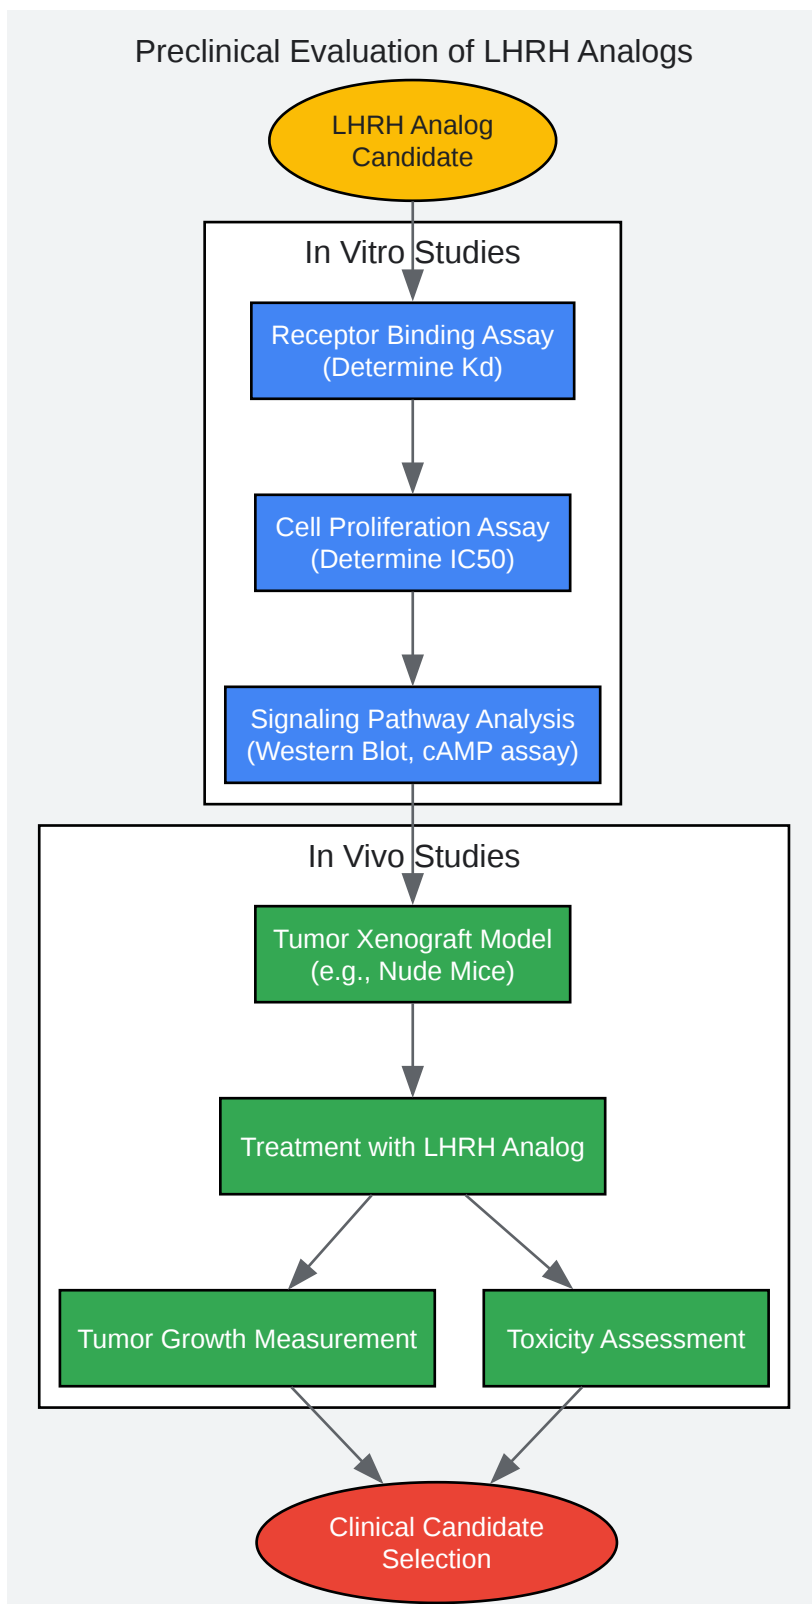 Preclinical Evaluation of LHRH Analogs
LHRH Analog
Candidate
In Vitro Studies
Receptor Binding Assay
(Determine Kd)
Cell Proliferation Assay
(Determine IC50)
Signaling Pathway Analysis
(Western Blot, cAMP assay)
In Vivo Studies
Tumor Xenograft Model
(e.g., Nude Mice)
Treatment with LHRH Analog
Tumor Growth Measurement
Toxicity Assessment
Clinical Candidate
Selection